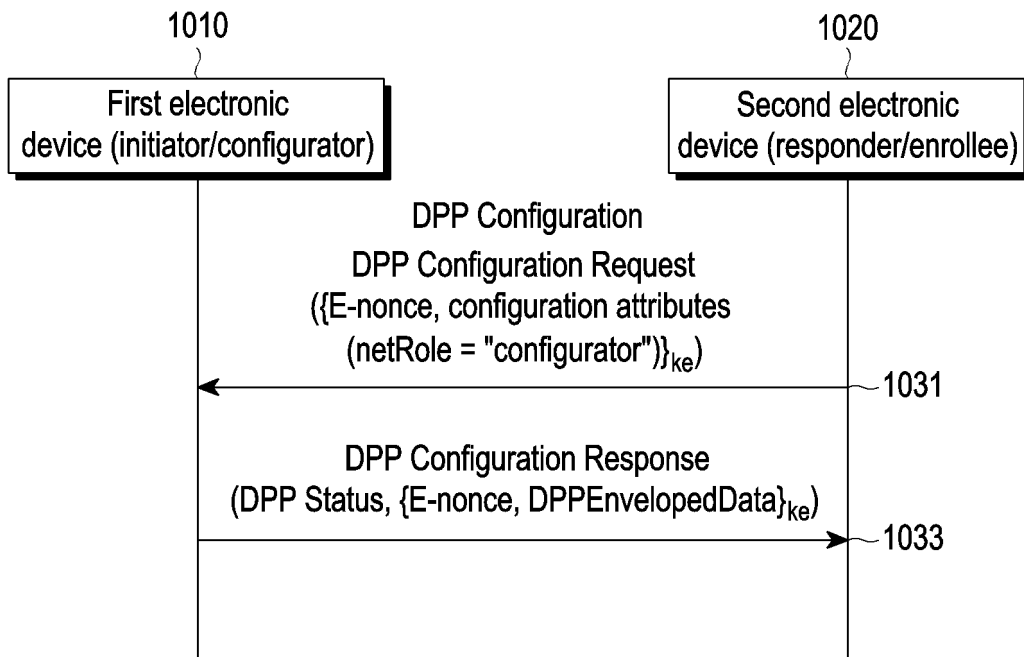 1010
1020
First electronic
device (initiator/configurator)
Second electronic
device (responder/enrollee)
DPP Configuration
DPP Configuration Request
({E-nonce, configuration attributes
(netRole = "configurator")}ke)
1031
DPP Configuration Response
(DPP Status, {E-nonce, DPPEnvelopedData}ke)
1033